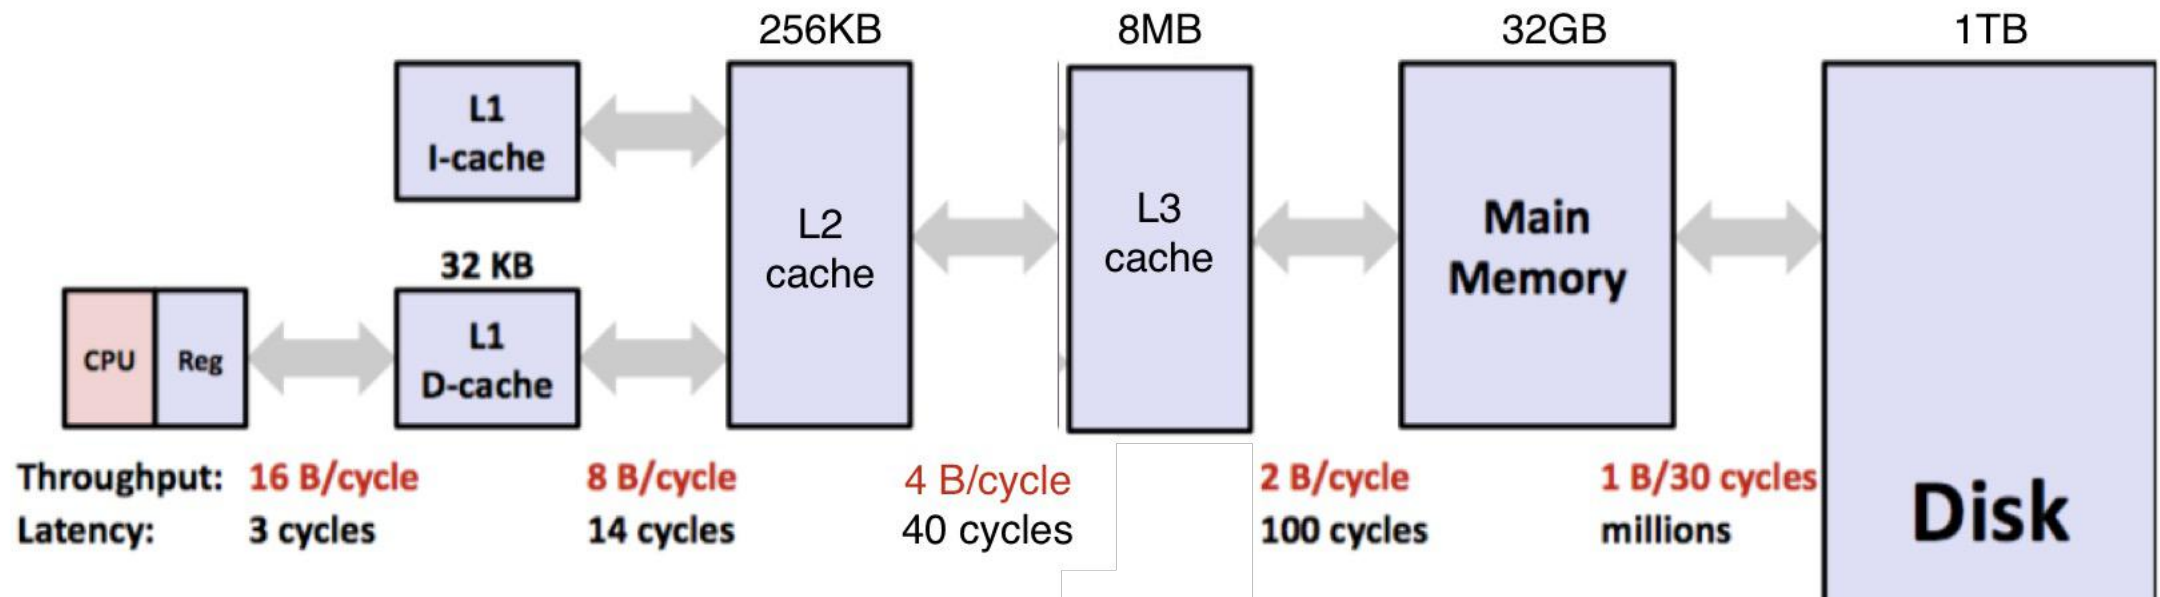 256KB 8MB 32GB 1TB
L1
I-cache
32 KB
CPU Reg
L1
D-cache
L2
cache
L3
cache
Main
Memory
Disk
Throughput: 16 B/cycle 8 B/cycle 4 B/cycle 2 B/cycle 1 B/30 cycles
Latency: 3 cycles 14 cycles 40 cycles 100 cycles millions